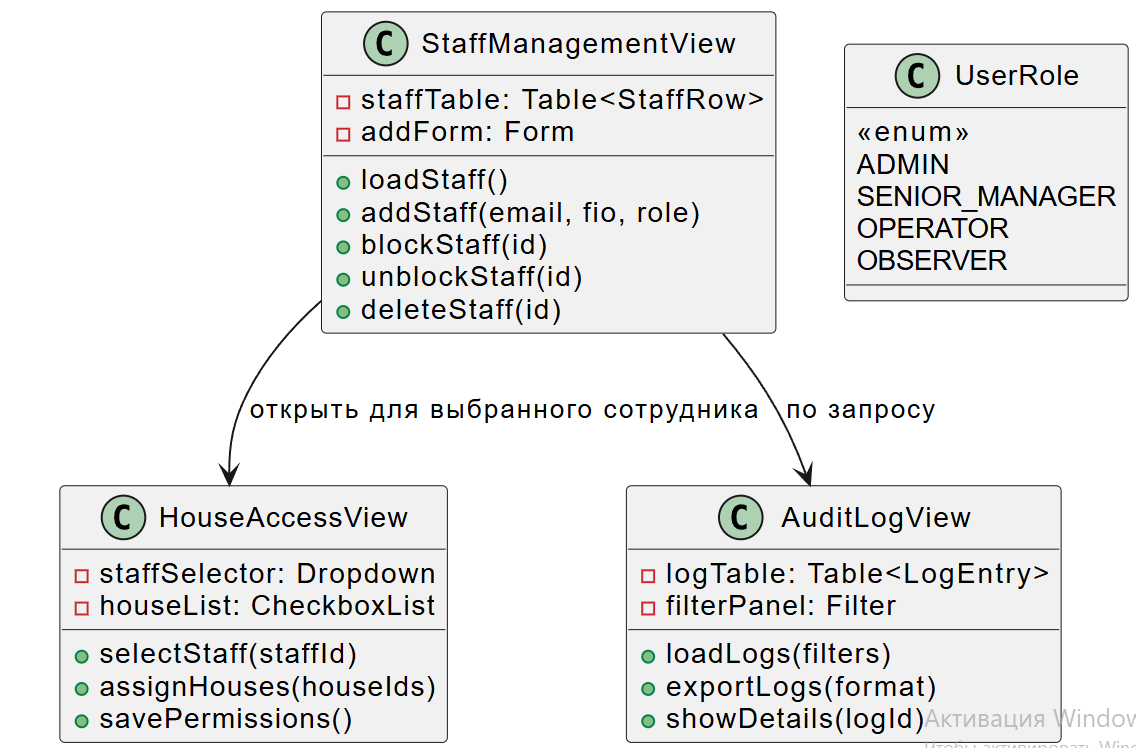 C StaffManagementView
staffTable: Table<StaffRow>
addForm: Form
loadStaff()
addStaff(email, fio, role)
blockStaff(id)
unblockStaff(id)
deleteStaff(id)
C UserRole
«enum»
ADMIN
SENIOR_MANAGER
OPERATOR
OBSERVER
открыть для выбранного сотрудника
по запросу
C HouseAccessView
staffSelector: Dropdown
houseList: CheckboxList
selectStaff(staffId)
assignHouses(houseIds)
savePermissions()
C AuditLogView
logTable: Table<LogEntry>
filterPanel: Filter
loadLogs(filters)
exportLogs(format)
showDetails(logId)
Активация Window